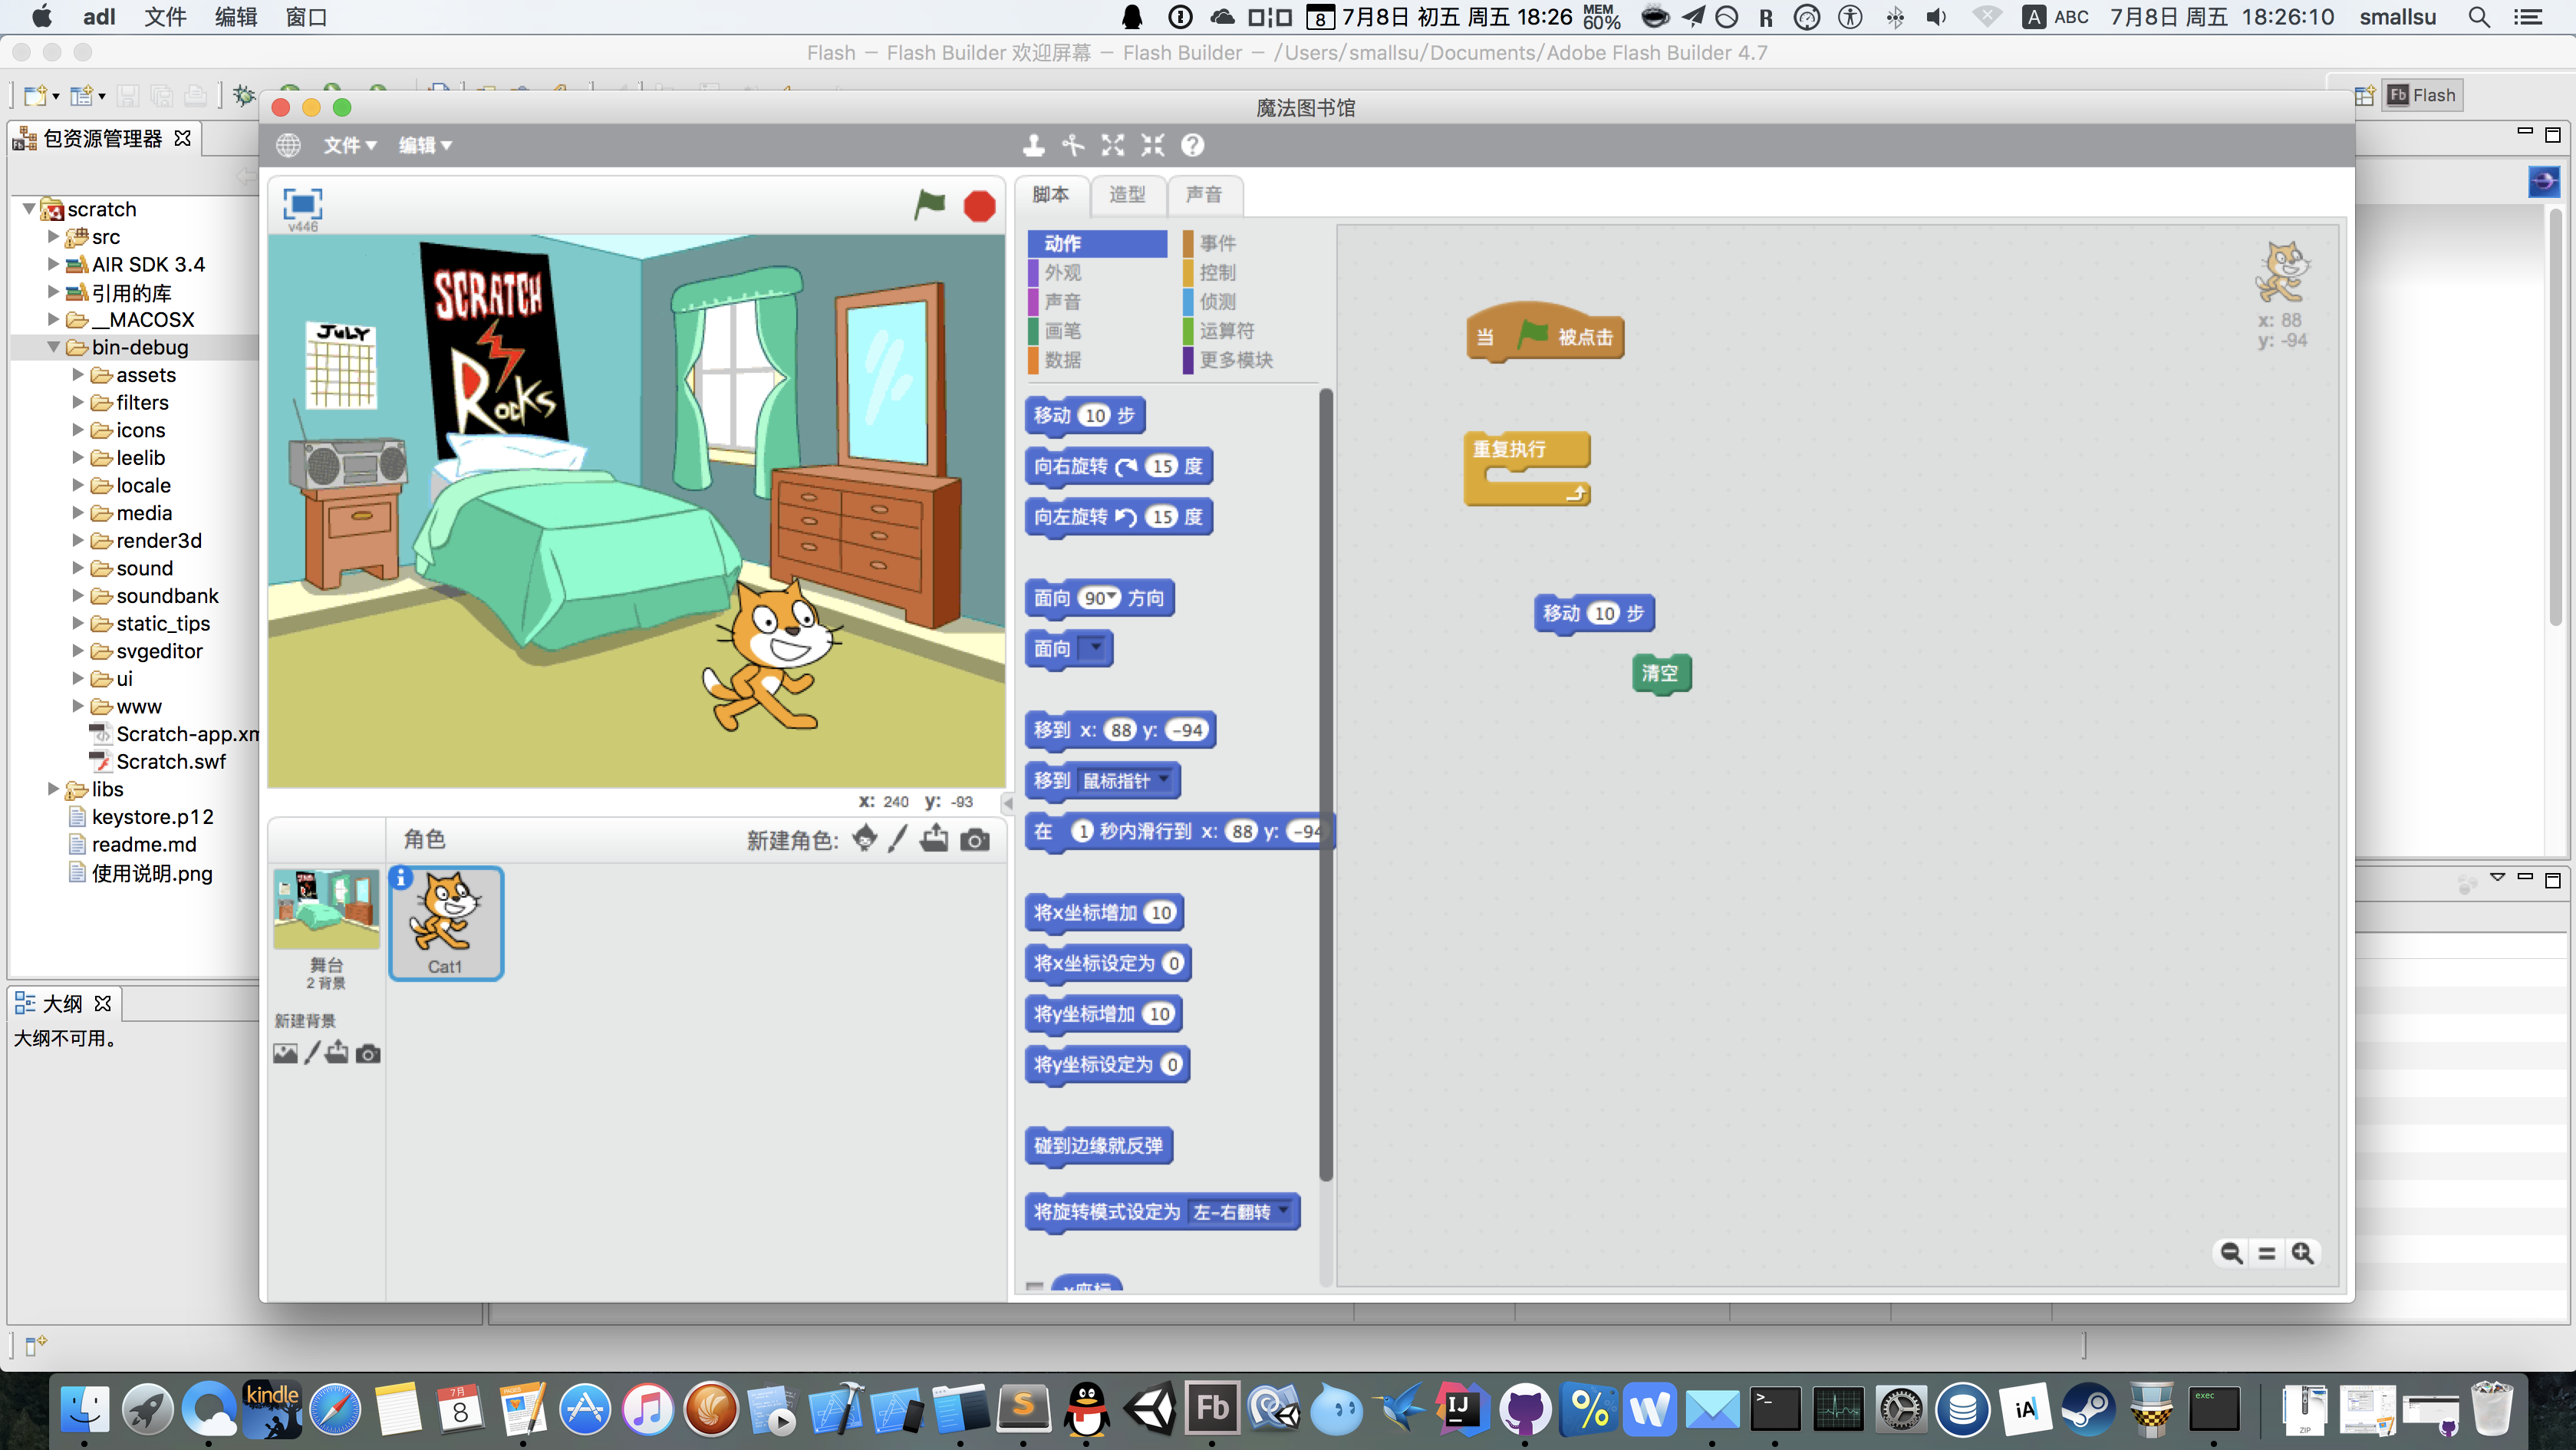 adl 文件 编辑 窗口
8 7月8日 初五 周五 18:26 MEM 60% R A ABC 7月8日 周五 18:26:10 smallsu
Flash — Flash Builder 欢迎屏幕 — Flash Builder — /Users/smallsu/Documents/Adobe Flash Builder 4.7
Fb Flash
包资源管理器
scratch
src
AIR SDK 3.4
引用的库
__MACOSX
bin-debug
assets
filters
icons
leelib
locale
media
render3d
sound
soundbank
static_tips
svgeditor
ui
www
Scratch-app.xm
Scratch.swf
libs
keystore.p12
readme.md
使用说明.png
大纲
大纲不可用。
魔法图书馆
文件 编辑
v446
JULY
SCRATCH
ROCKS
x: 240 y: -93
角色
新建角色:
Cat1
舞台
2 背景
新建背景
脚本 造型 声音
动作 事件
外观 控制
声音 侦测
画笔 运算符
数据 更多模块
移动 10 步
向右旋转 15 度
向左旋转 15 度
面向 90 方向
面向
移到 x: 88 y: -94
移到 鼠标指针
在 1 秒内滑行到 x: 88 y: -94
将x坐标增加 10
将x坐标设定为 0
将y坐标增加 10
将y坐标设定为 0
碰到边缘就反弹
将旋转模式设定为 左-右翻转
x座标
当 被点击
重复执行
移动 10 步
清空
x: 88
y: -94
kindle
7月
8
PAGES
S
Fb
IJ
%
W
>_
iA
exec
ZIP